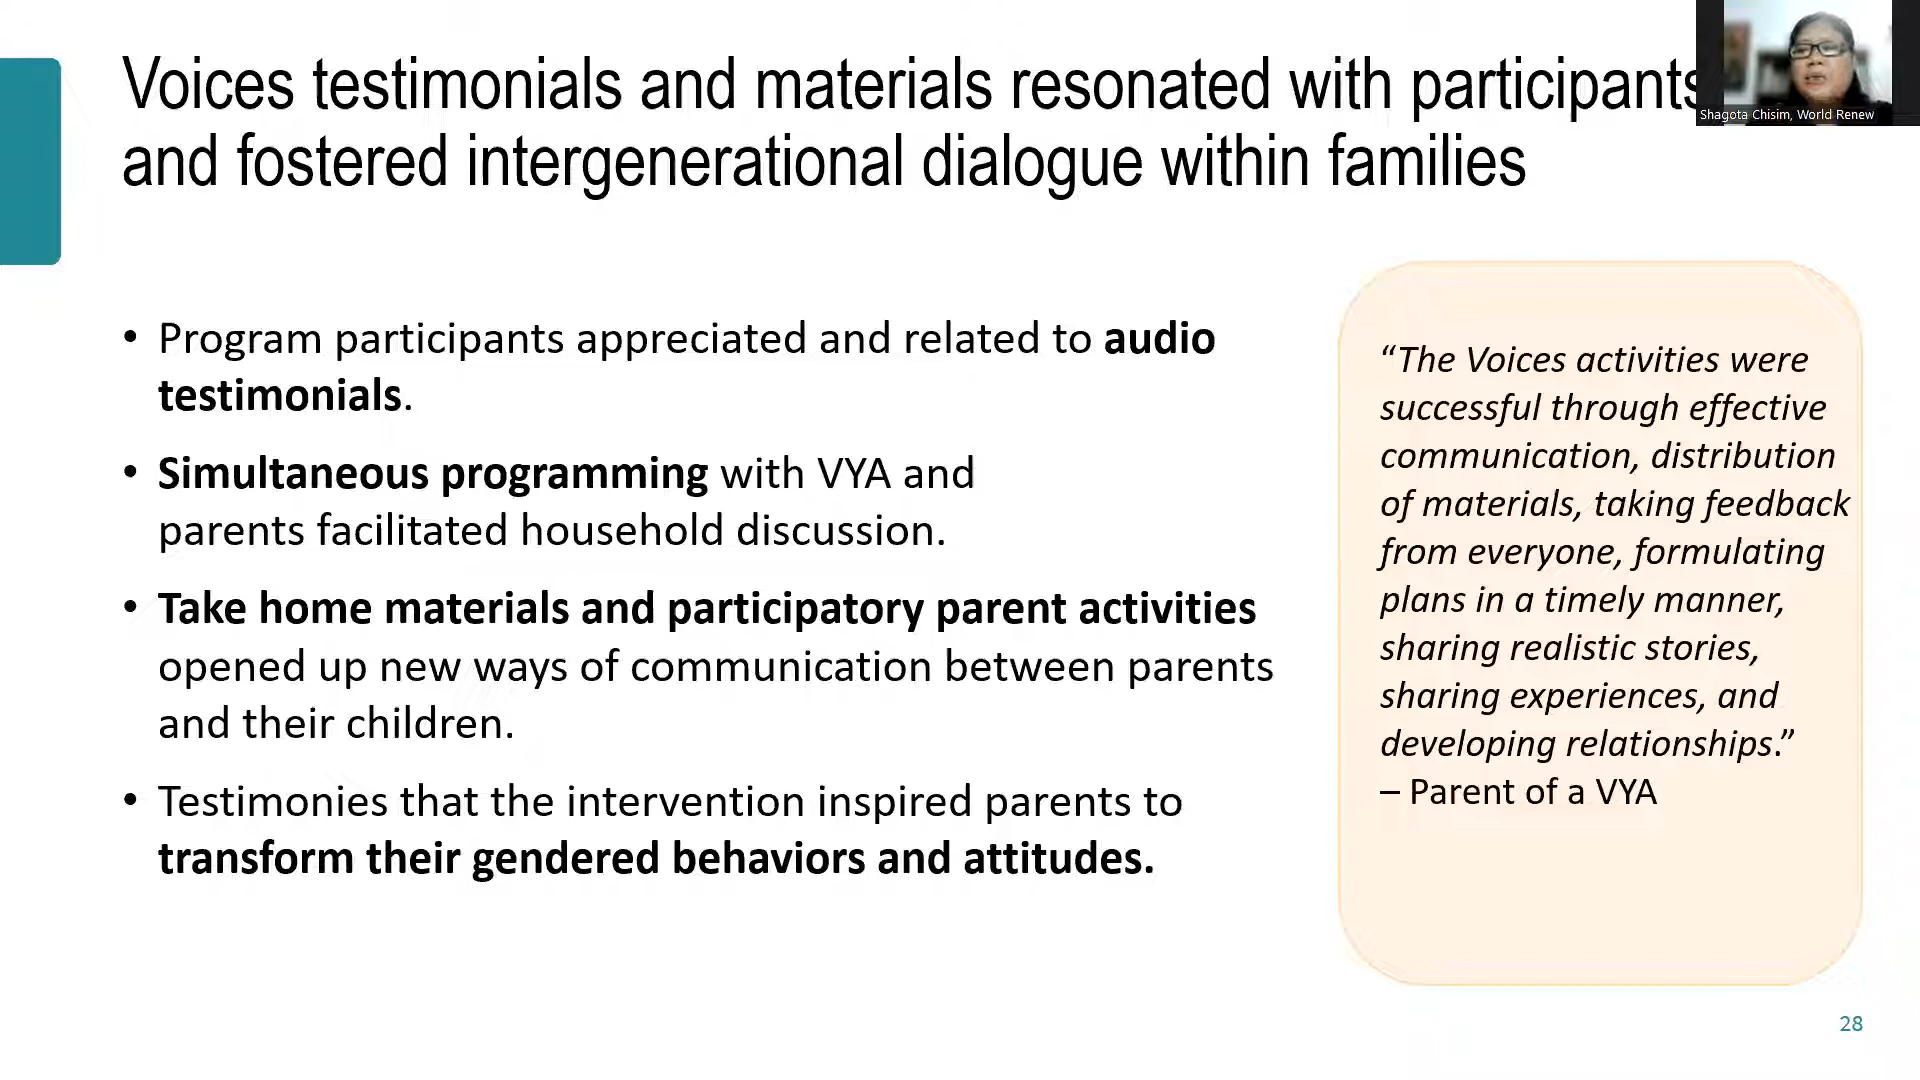 Voices testimonials and materials resonated with participants
and fostered intergenerational dialogue within families
Shagota Chisim, World Renew
• Program participants appreciated and related to audio
testimonials.
• Simultaneous programming with VYA and
parents facilitated household discussion.
• Take home materials and participatory parent activities
opened up new ways of communication between parents
and their children.
• Testimonies that the intervention inspired parents to
transform their gendered behaviors and attitudes.
“The Voices activities were
successful through effective
communication, distribution
of materials, taking feedback
from everyone, formulating
plans in a timely manner,
sharing realistic stories,
sharing experiences, and
developing relationships.”
– Parent of a VYA
28